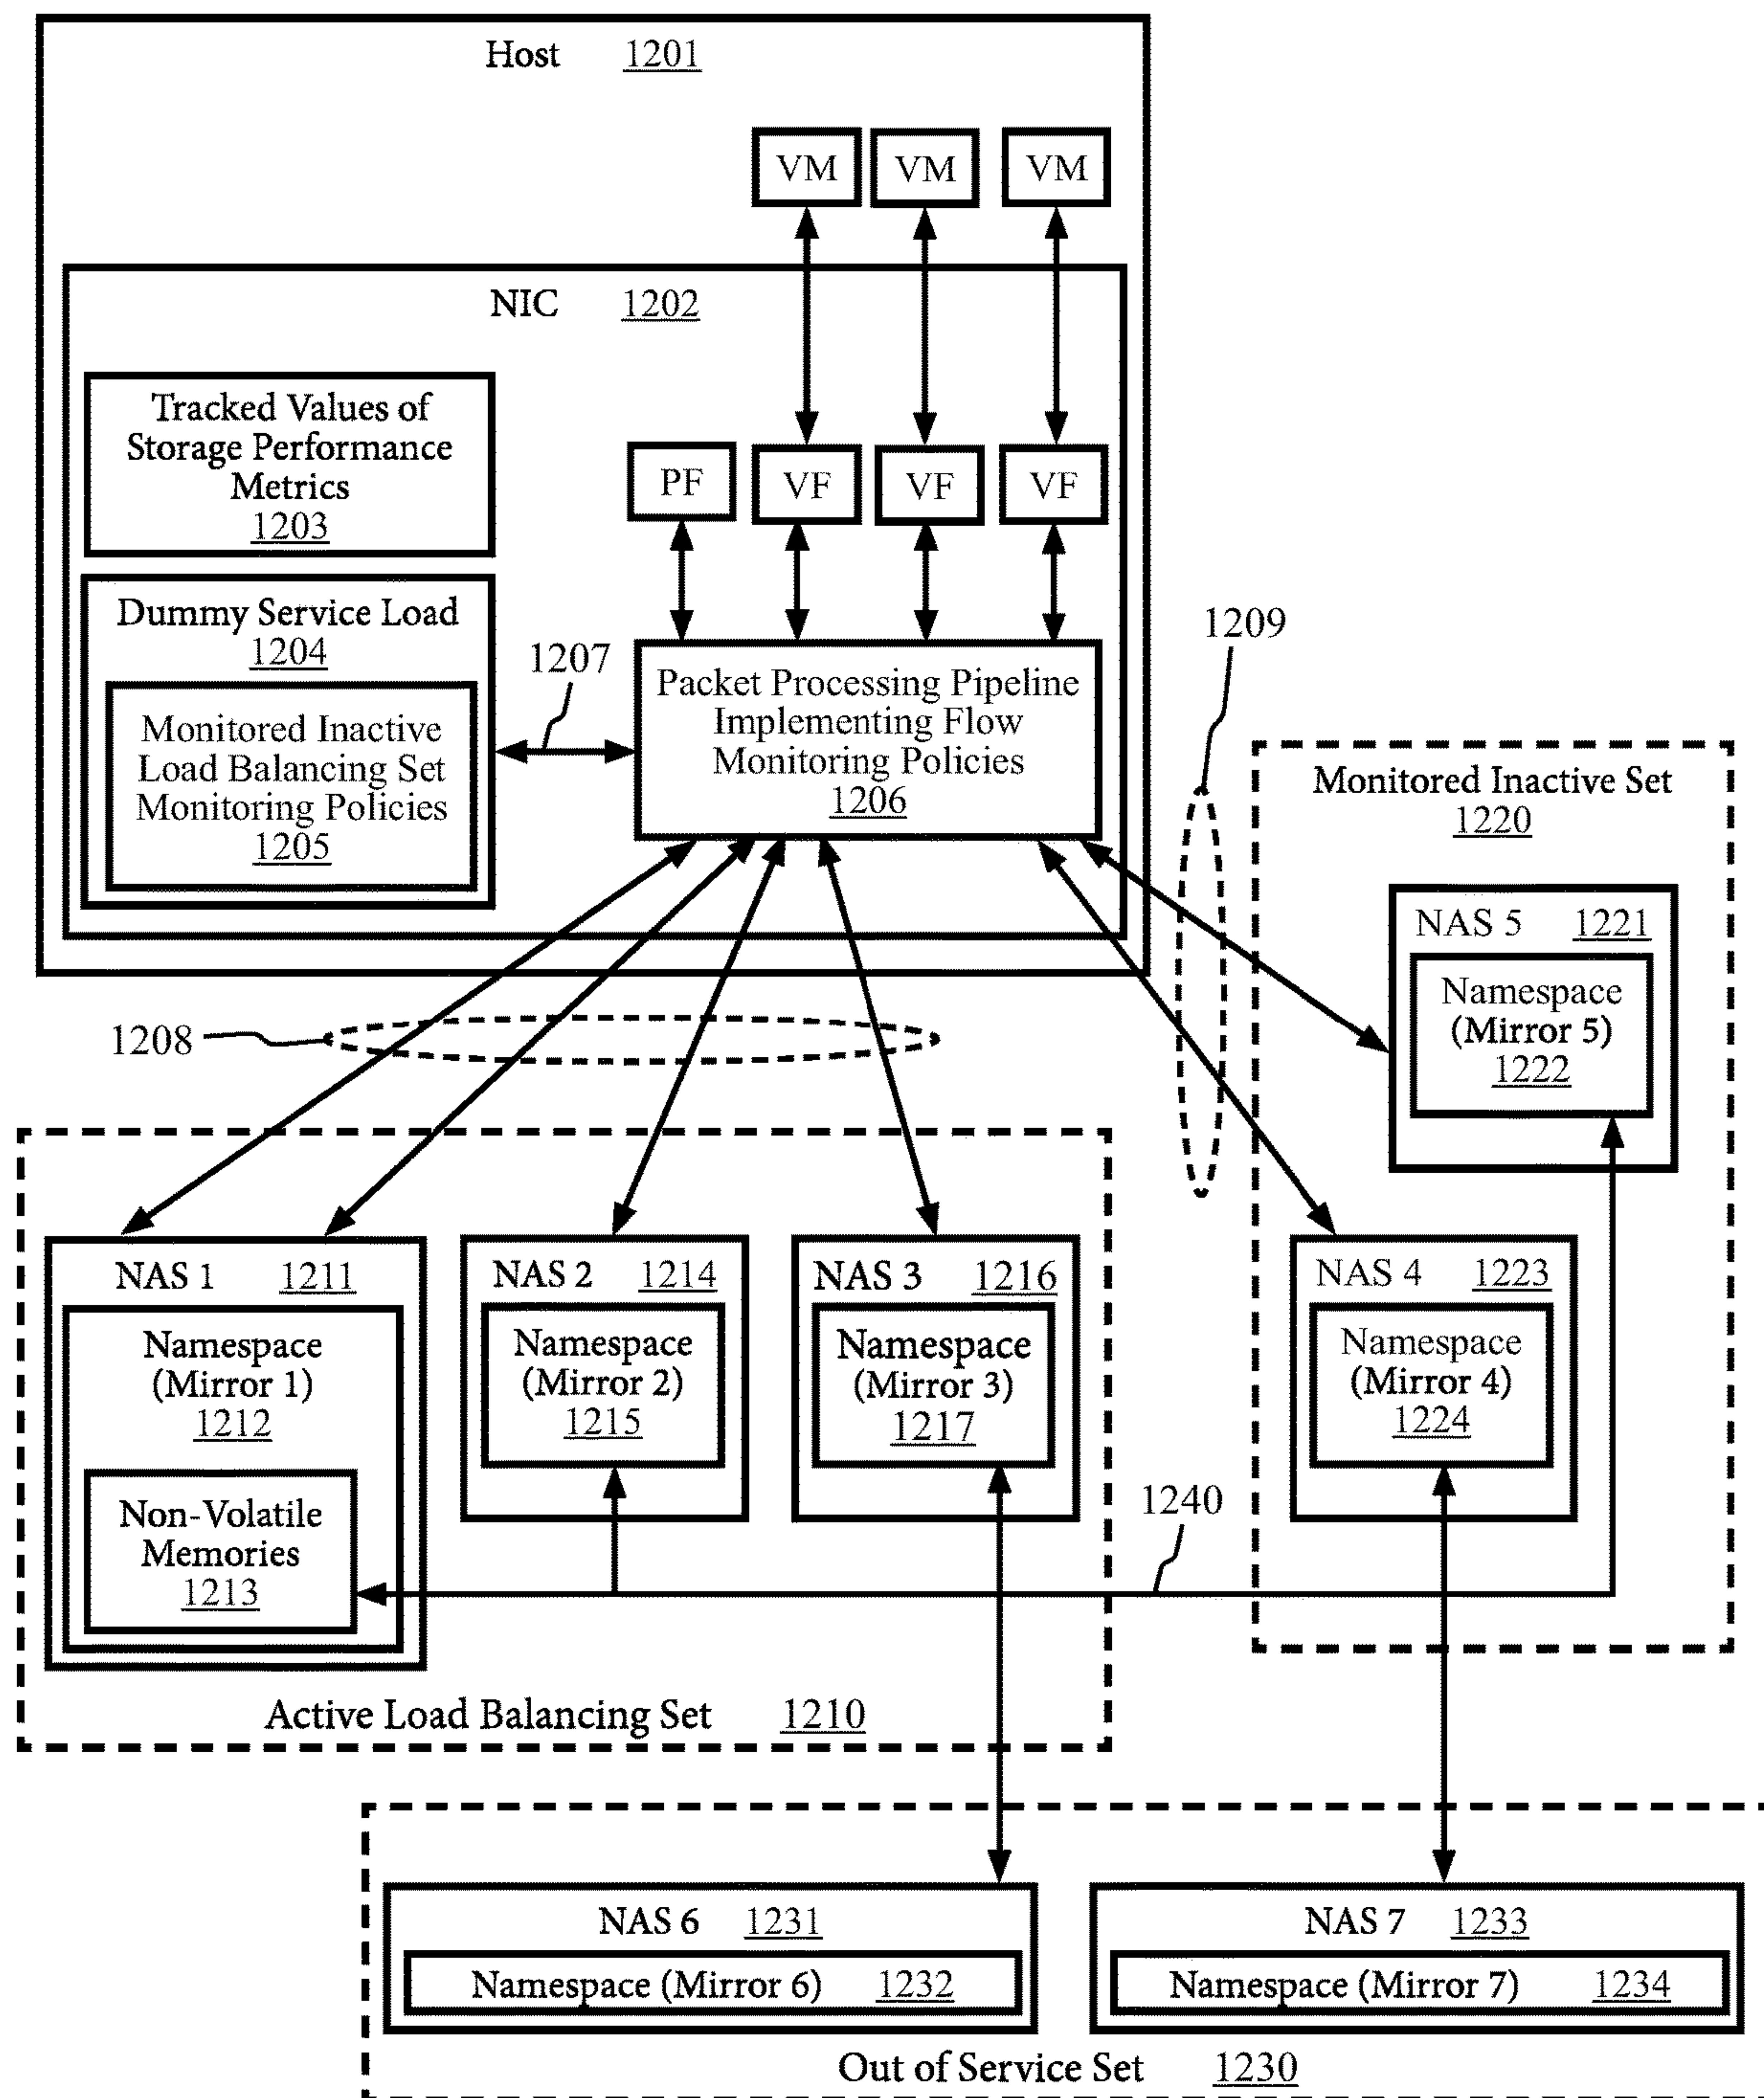 Host 1201
VM VM VM
NIC 1202
Tracked Values of
Storage Performance
Metrics
1203
PF VF VF VF
Dummy Service Load
1204
Monitored Inactive
Load Balancing Set
Monitoring Policies
1205
1207
Packet Processing Pipeline
Implementing Flow
Monitoring Policies
1206
1209
Monitored Inactive Set
1220
NAS 5 1221
Namespace
(Mirror 5)
1222
1208
NAS 1 1211
Namespace
(Mirror 1)
1212
Non-Volatile
Memories
1213
NAS 2 1214
Namespace
(Mirror 2)
1215
NAS 3 1216
Namespace
(Mirror 3)
1217
NAS 4 1223
Namespace
(Mirror 4)
1224
1240
Active Load Balancing Set 1210
NAS 6 1231
Namespace (Mirror 6) 1232
NAS 7 1233
Namespace (Mirror 7) 1234
Out of Service Set 1230